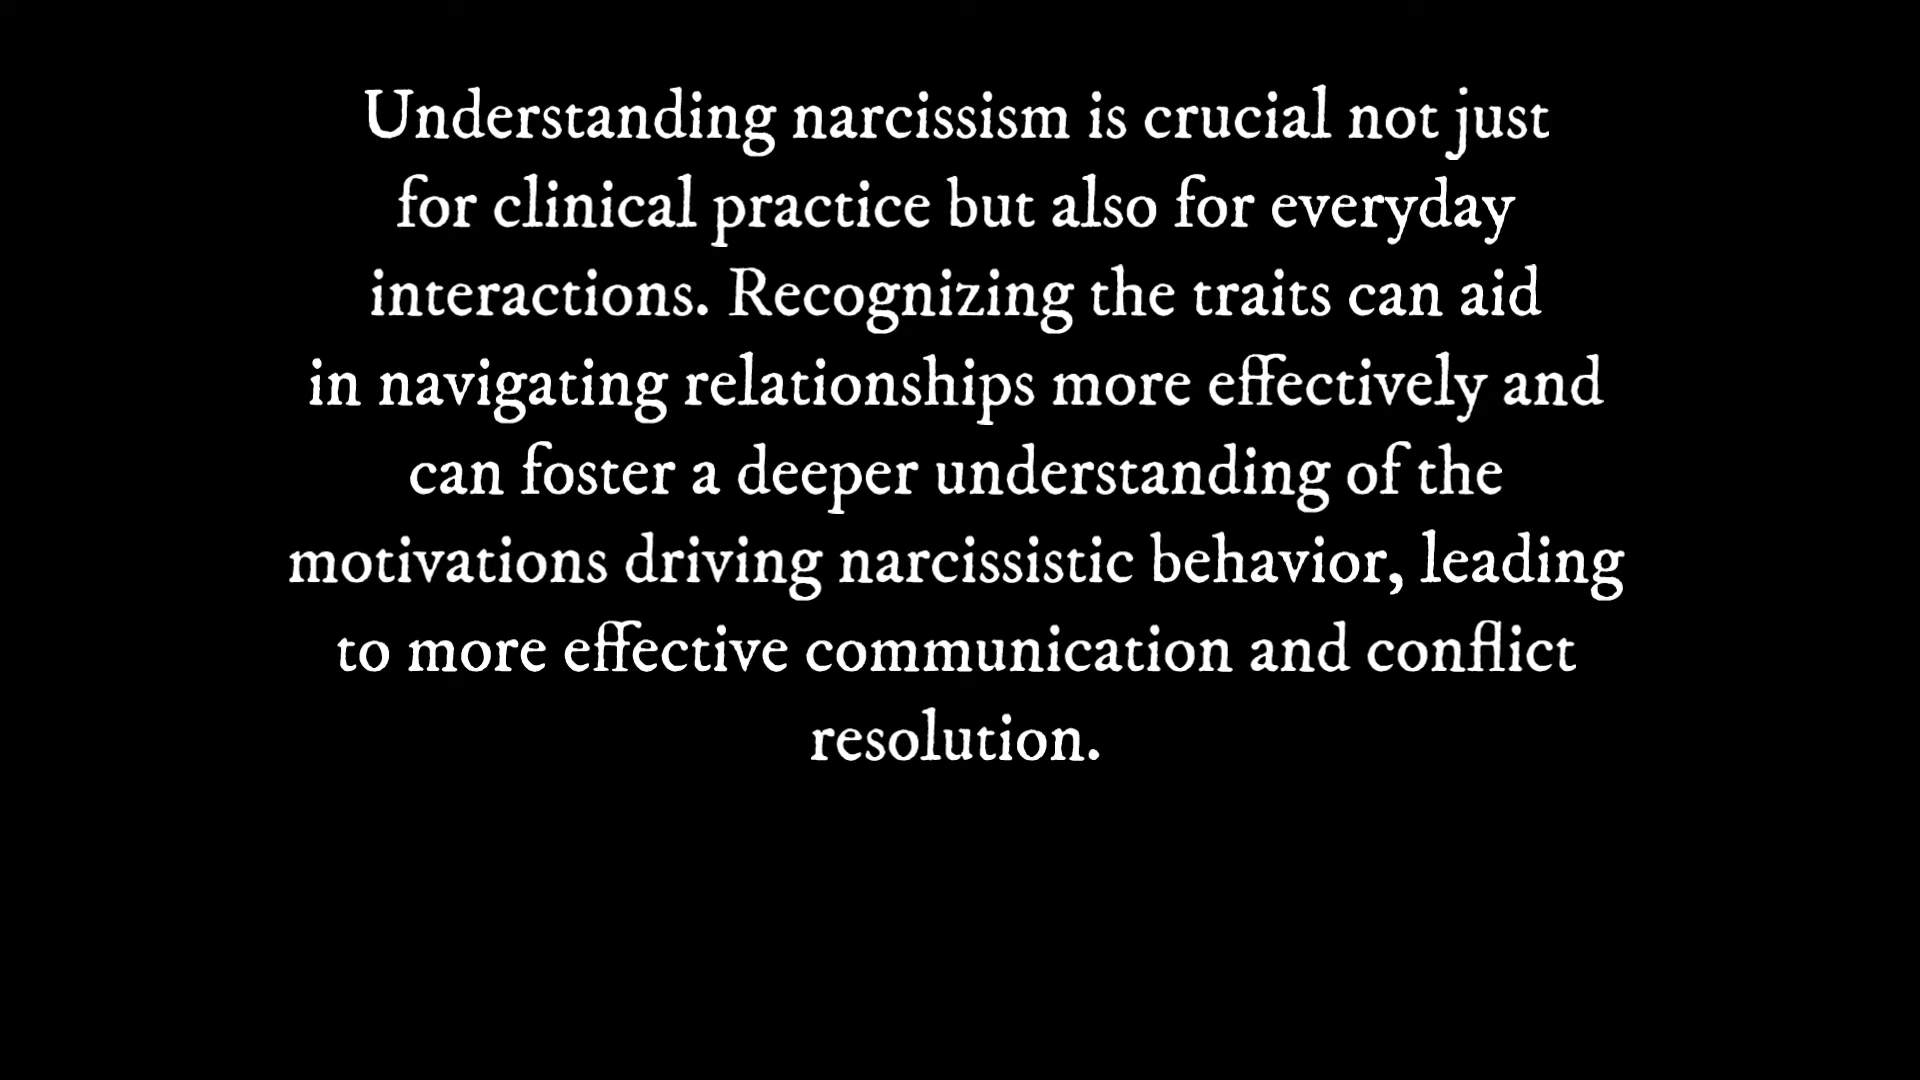 Understanding narcissism is crucial not just
for clinical practice but also for everyday
interactions. Recognizing the traits can aid
in navigating relationships more effectively and
can foster a deeper understanding of the
motivations driving narcissistic behavior, leading
to more effective communication and conflict
resolution.